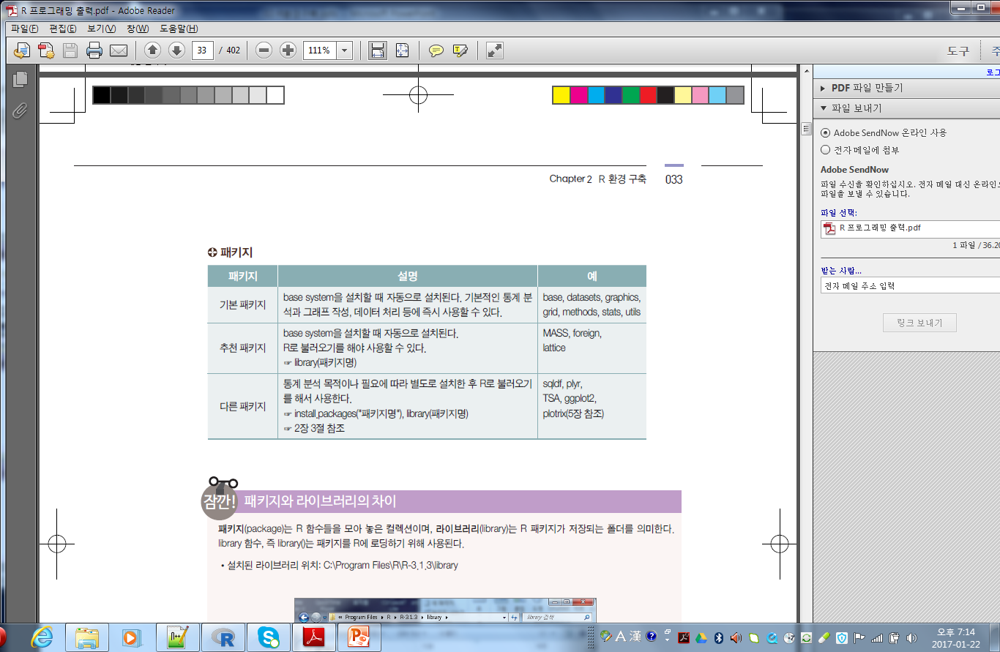 R 프로그래밍 출력.pdf - Adobe Reader
파일(F) 편집(E) 보기(V) 창(W) 도움말(H)
33 / 402 111% 도구
PDF 파일 만들기
파일 보내기
Adobe SendNow 온라인 사용
전자 메일에 첨부
Adobe SendNow
파일 수신을 확인하십시오. 전자 메일 대신
파일을 보낼 수 있습니다.
파일 선택:
R 프로그래밍 출력.pdf
1 파일 / 36.20
받는 사람...
전자 메일 주소 입력
링크 보내기
Chapter 2 R 환경 구축 033
패키지
패키지 설명 예
기본 패키지
base system을 설치할 때 자동으로 설치된다. 기본적인 통계 분
석과 그래프 작성, 데이터 처리 등에 즉시 사용할 수 있다.
base, datasets, graphics,
grid, methods, stats, utils
추천 패키지
base system을 설치할 때 자동으로 설치된다.
R로 불러오기를 해야 사용할 수 있다.
☞ library(패키지명)
MASS, foreign,
lattice
다른 패키지
통계 분석 목적이나 필요에 따라 별도로 설치한 후 R로 불러오기
를 해서 사용한다.
☞ install.packages("패키지명"), library(패키지명)
☞ 2장 3절 참조
sqldf, plyr,
TSA, ggplot2,
plotrix(5장 참조)
잠깐! 패키지와 라이브러리의 차이
패키지(package)는 R 함수들을 모아 놓은 컬렉션이며, 라이브러리(library)는 R 패키지가 저장되는 폴더를 의미한다.
library 함수, 즉 library()는 패키지를 R에 로딩하기 위해 사용된다.
• 설치된 라이브러리 위치: C:\Program Files\R\R-3.1.3\library
« Program Files ▸ R ▸ R-3.1.3 ▸ library ▸ library 검색
A 漢
오후 7:14
2017-01-22